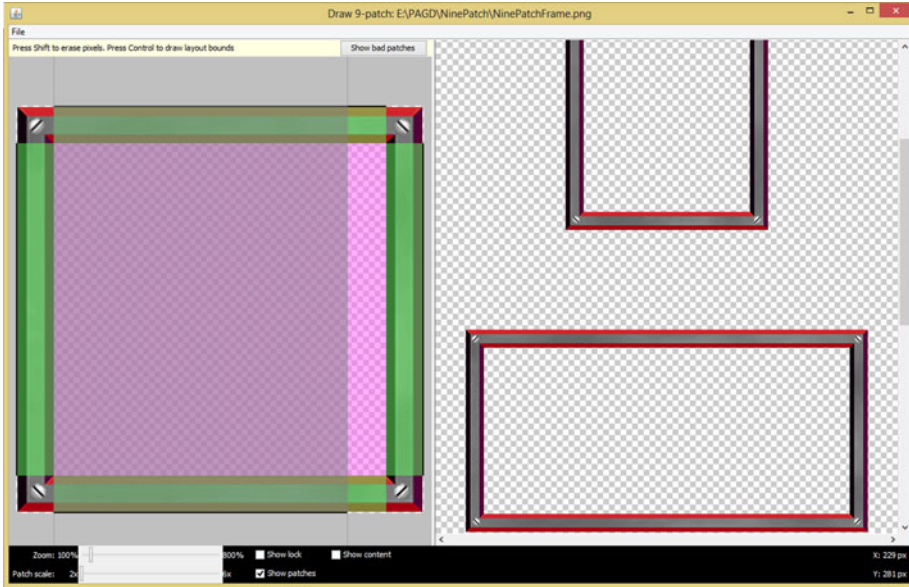 Draw 9-patch: E:\PAGD\NinePatch\NinePatchFrame.png
File
Press Shift to erase pixels. Press Control to draw layout bounds
Show bad patches
Zoom: 100% 800% Show lock Show content X: 229 px
Patch scale: 2x 6x Show patches Y: 281 px